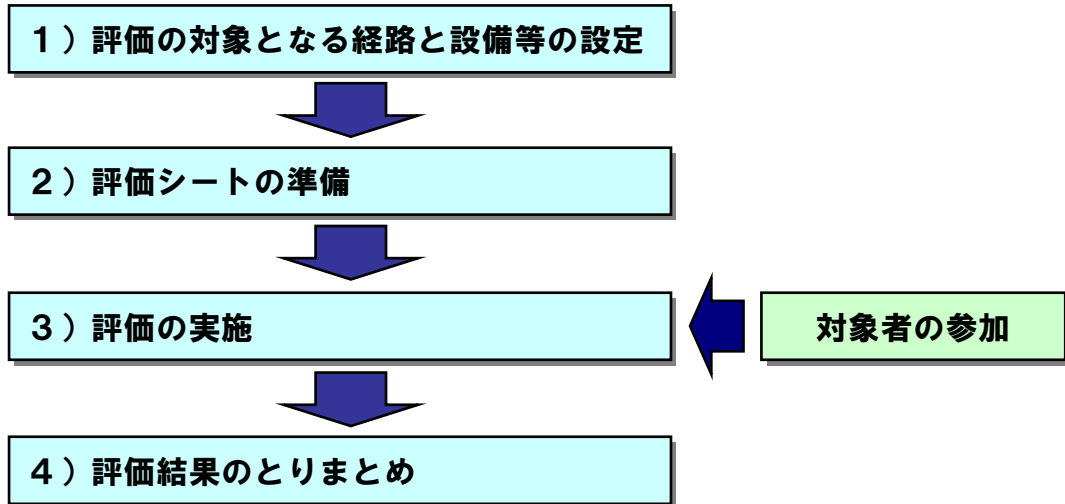 １）評価の対象となる経路と設備等の設定
２）評価シートの準備
３）評価の実施
対象者の参加
４）評価結果のとりまとめ